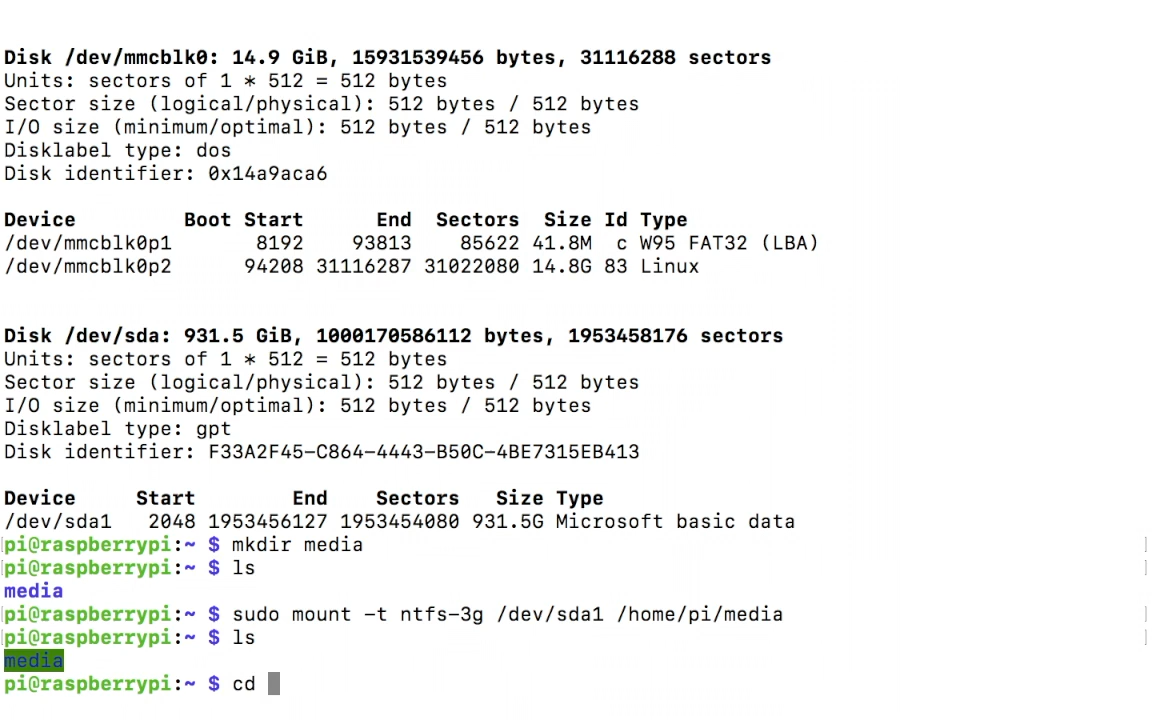 Disk /dev/mmcblk0: 14.9 GiB, 15931539456 bytes, 31116288 sectors
Units: sectors of 1 * 512 = 512 bytes
Sector size (logical/physical): 512 bytes / 512 bytes
I/O size (minimum/optimal): 512 bytes / 512 bytes
Disklabel type: dos
Disk identifier: 0x14a9aca6
Device         Boot Start      End  Sectors  Size Id Type
/dev/mmcblk0p1       8192    93813    85622 41.8M  c W95 FAT32 (LBA)
/dev/mmcblk0p2      94208 31116287 31022080 14.8G 83 Linux
Disk /dev/sda: 931.5 GiB, 1000170586112 bytes, 1953458176 sectors
Units: sectors of 1 * 512 = 512 bytes
Sector size (logical/physical): 512 bytes / 512 bytes
I/O size (minimum/optimal): 512 bytes / 512 bytes
Disklabel type: gpt
Disk identifier: F33A2F45-C864-4443-B50C-4BE7315EB413
Device     Start        End    Sectors   Size Type
/dev/sda1   2048 1953456127 1953454080 931.5G Microsoft basic data
[pi@raspberrypi:~ $ mkdir media ]
[pi@raspberrypi:~ $ ls ]
media
[pi@raspberrypi:~ $ sudo mount -t ntfs-3g /dev/sda1 /home/pi/media ]
[pi@raspberrypi:~ $ ls ]
media
pi@raspberrypi:~ $ cd